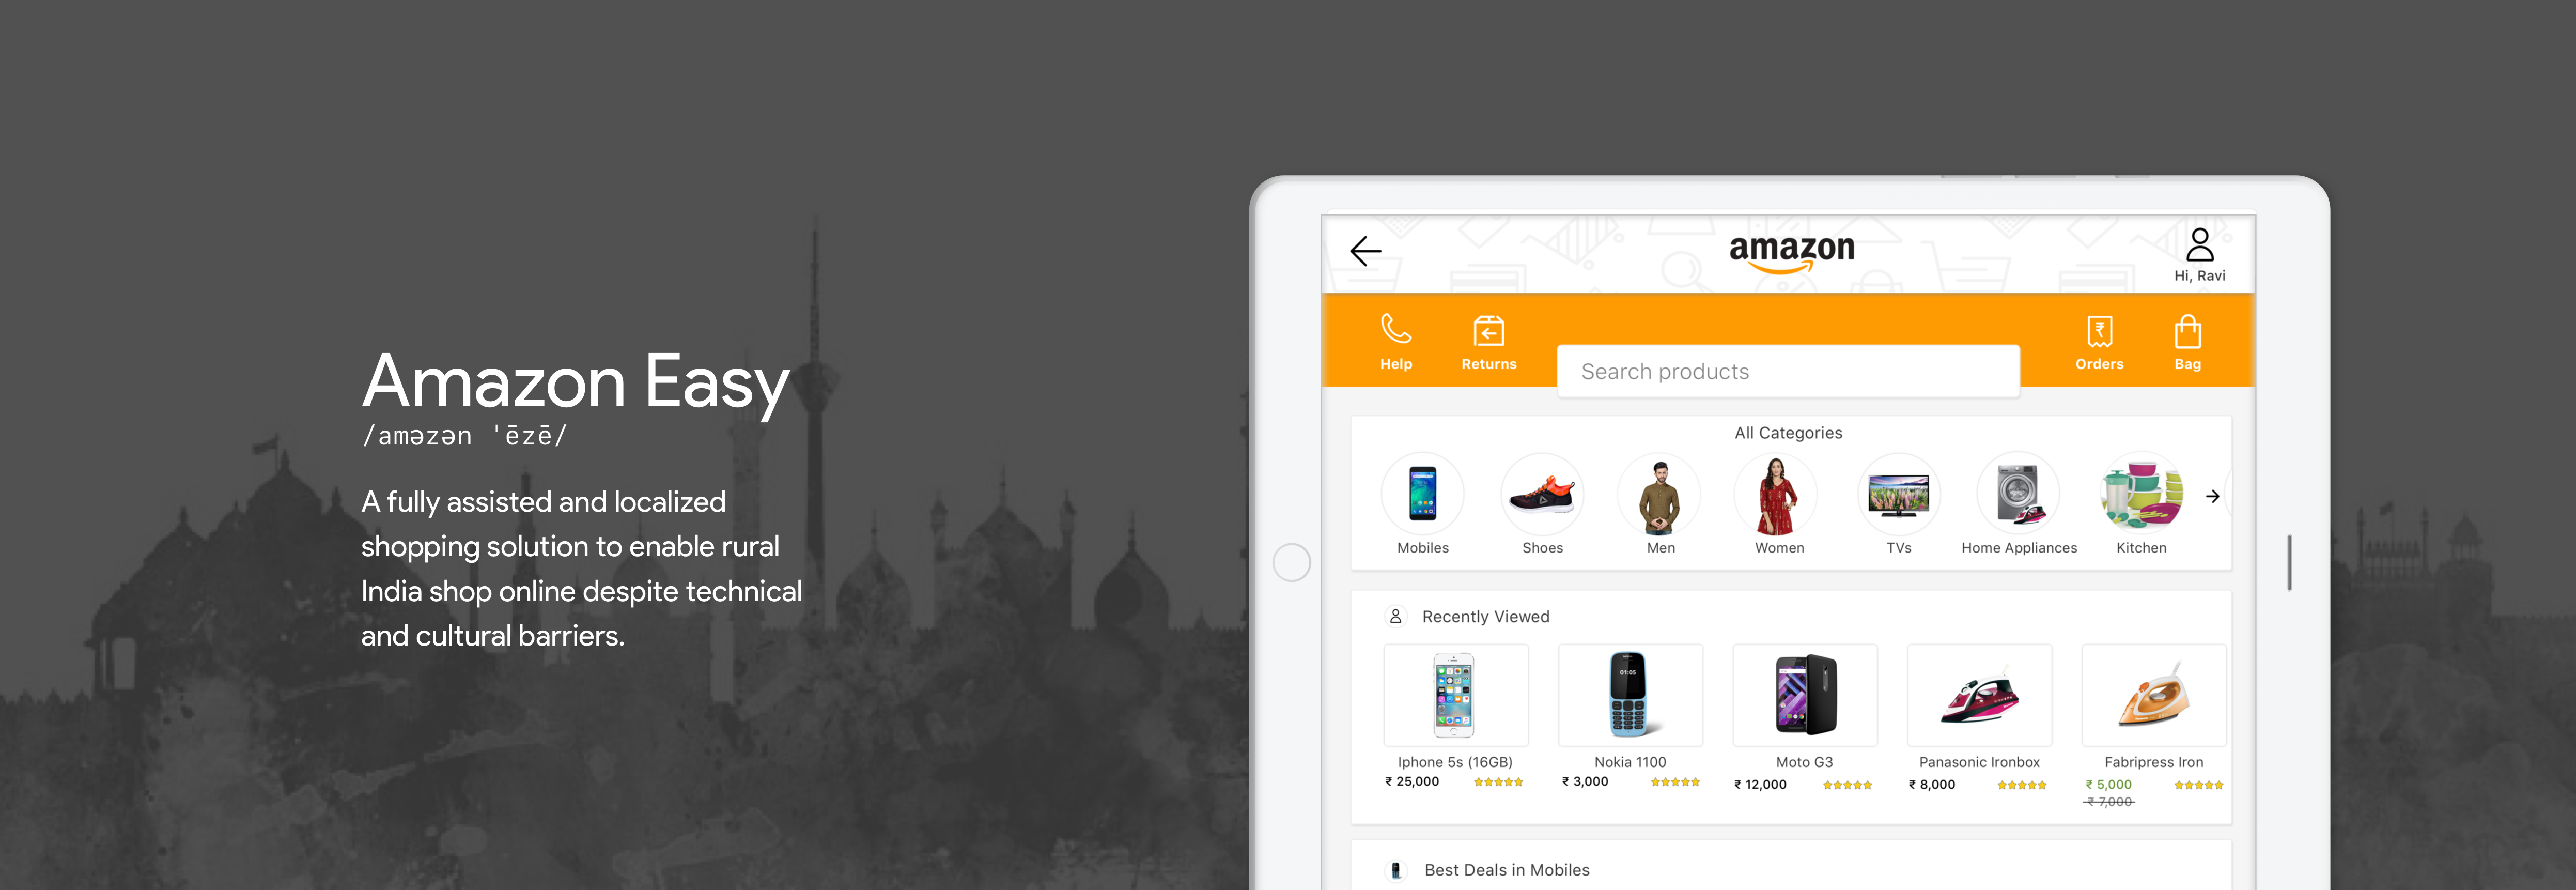 Amazon Easy
/aməzən ˈēzē/
A fully assisted and localized
shopping solution to enable rural
India shop online despite technical
and cultural barriers.
amazon
Hi, Ravi
Help
Returns
Search products
Orders
Bag
All Categories
Mobiles
Shoes
Men
Women
TVs
Home Appliances
Kitchen
Recently Viewed
Iphone 5s (16GB)
₹ 25,000
Nokia 1100
₹ 3,000
Moto G3
₹ 12,000
Panasonic Ironbox
₹ 8,000
Fabripress Iron
₹ 5,000
₹ 7,000
01:05
Best Deals in Mobiles